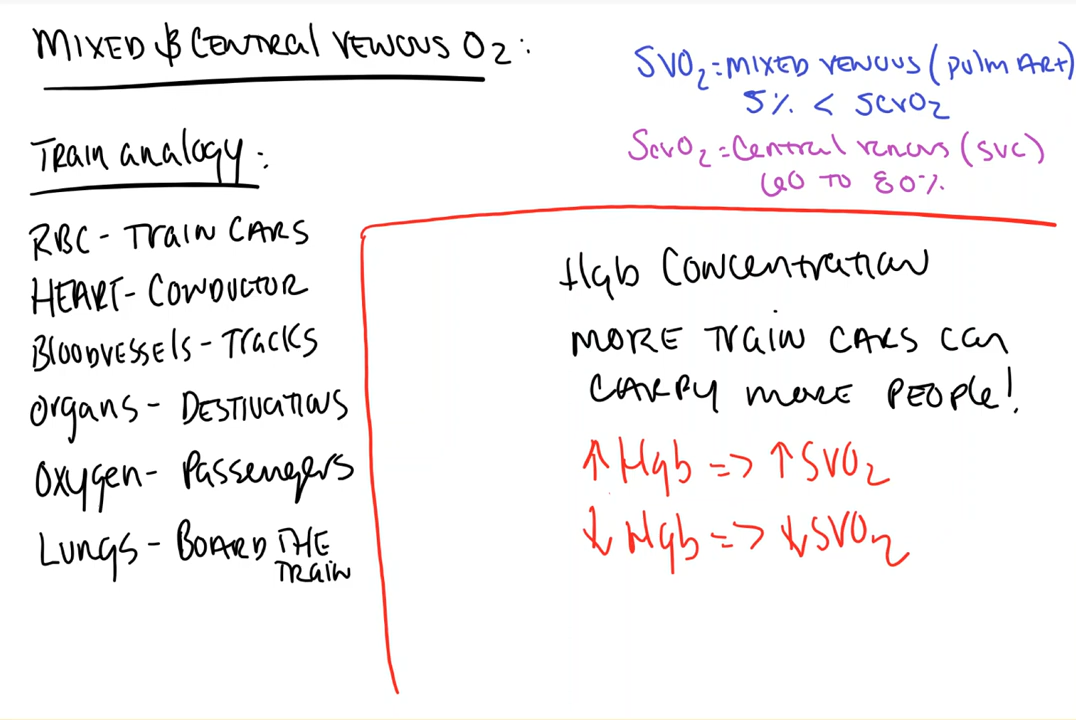 MIXED & CENTRAL VENOUS O2:
SVO2=MIXED VENOUS (PULM ART)
5% < SCVO2
ScvO2=Central venous (SVC)
60 TO 80%
Train analogy:
RBC - TRAIN CARS
HEART - CONDUCTOR
Bloodvessels - Tracks
Organs - DESTINATIONS
Oxygen - Passengers
Lungs - BOARD THE
TRAIN
Hgb Concentration
MORE TRAIN CARS CAN
CARRY MORE PEOPLE!
↑ Hgb => ↑ SVO2
↓ Hgb => ↓ SVO2